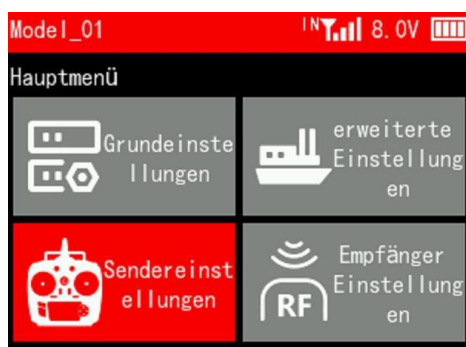 Model_01 IN 8.0V
Hauptmenü
Grundeinste
llungen
erweiterte
Einstellung
en
Sendereinst
ellungen
Empfänger
Einstellung
en
RF